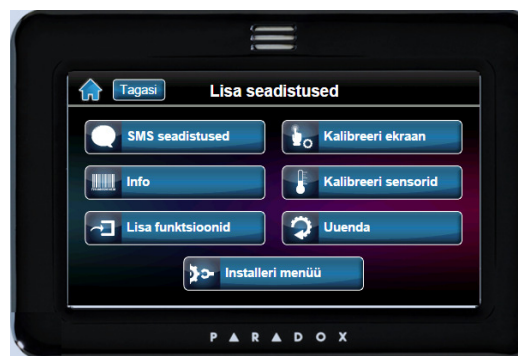 Tagasi Lisa seadistused
SMS seadistused Kalibreeri ekraan
Info Kalibreeri sensorid
Lisa funktsioonid Uuenda
Installeri menüü
PARADOX